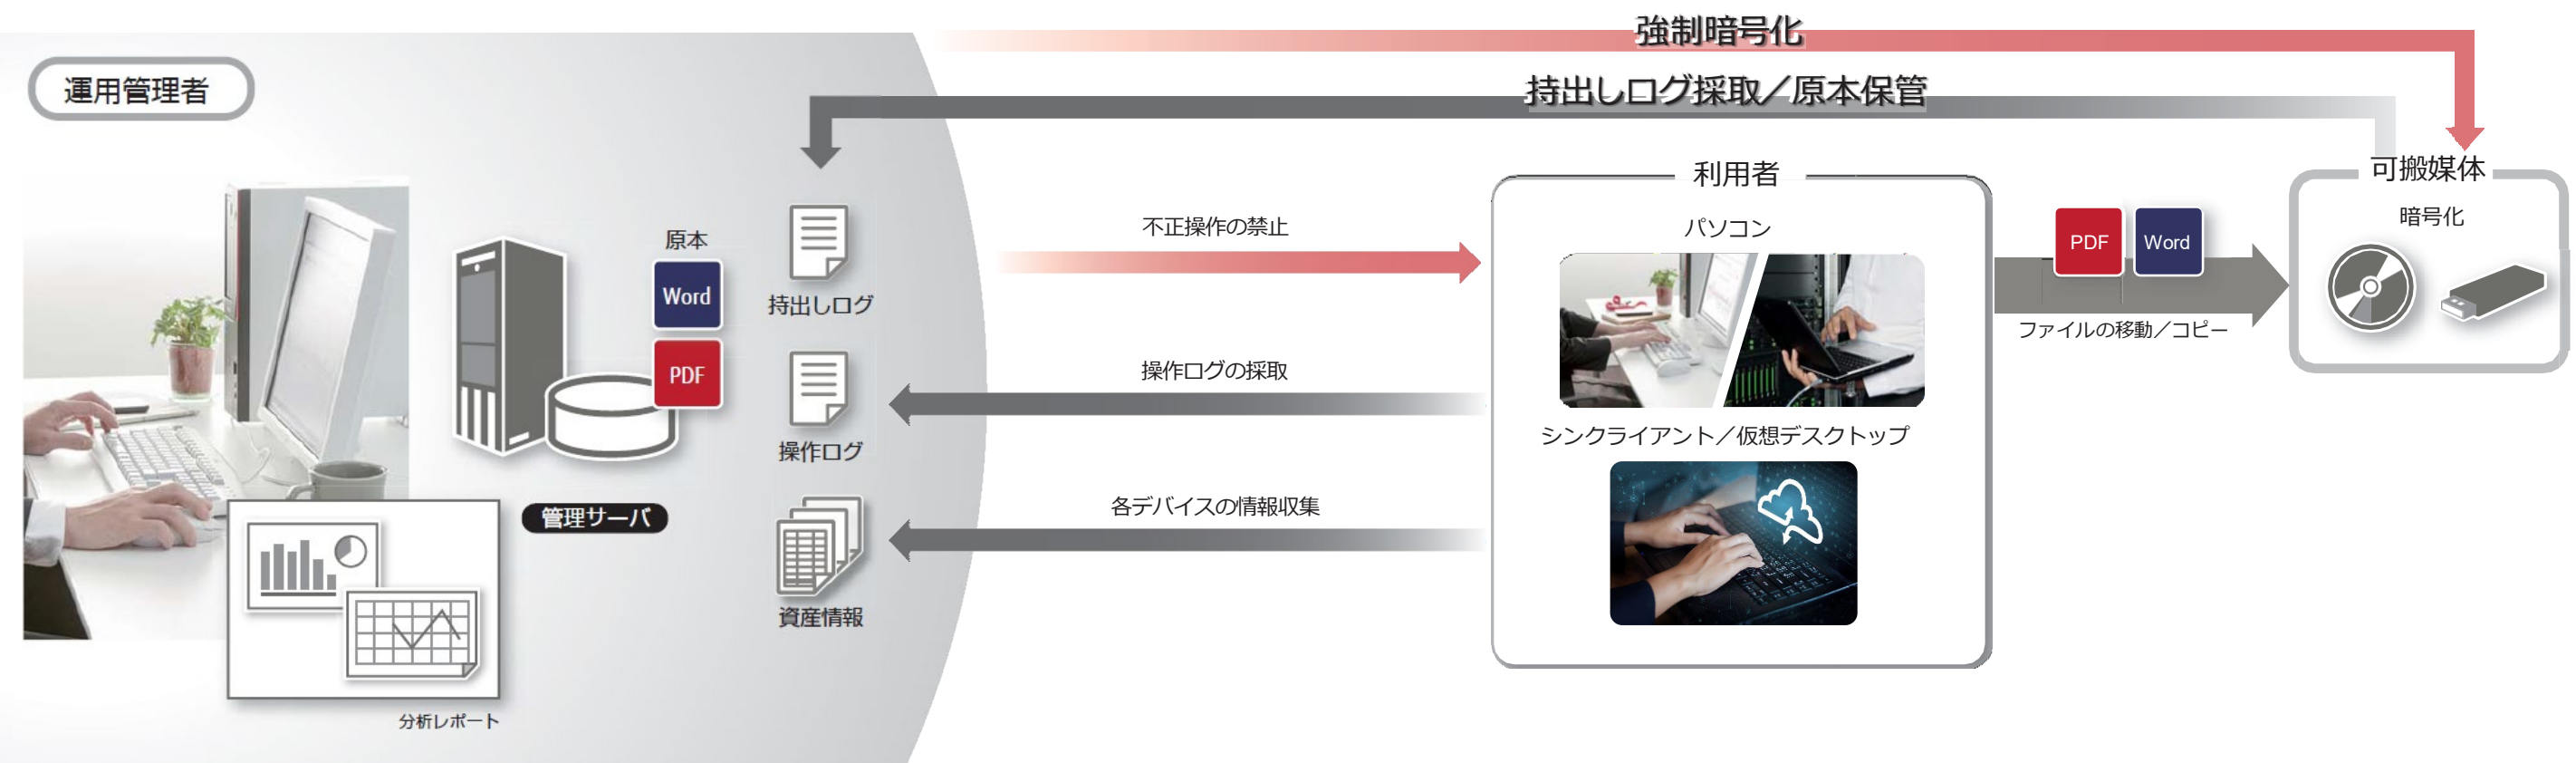 強制暗号化
持出しログ採取／原本保管
運用管理者
原本
Word
PDF
持出しログ
操作ログ
管理サーバ
資産情報
分析レポート
不正操作の禁止
操作ログの採取
各デバイスの情報収集
利用者
パソコン
シンクライアント／仮想デスクトップ
PDF
Word
ファイルの移動／コピー
可搬媒体
暗号化